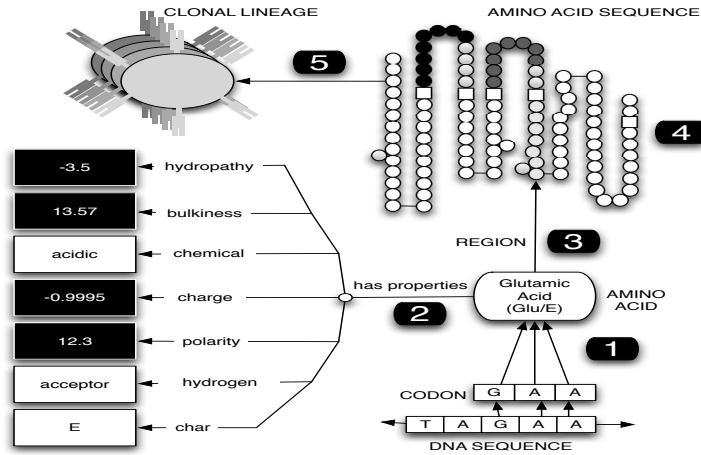 CLONAL LINEAGE
AMINO ACID SEQUENCE
5
4
-3.5 hydropathy
13.57 bulkiness
acidic chemical
-0.9995 charge
12.3 polarity
acceptor hydrogen
E char
has properties
2
REGION
3
Glutamic
Acid
(Glu/E)
AMINO
ACID
1
CODON G A A
T A G A A
DNA SEQUENCE